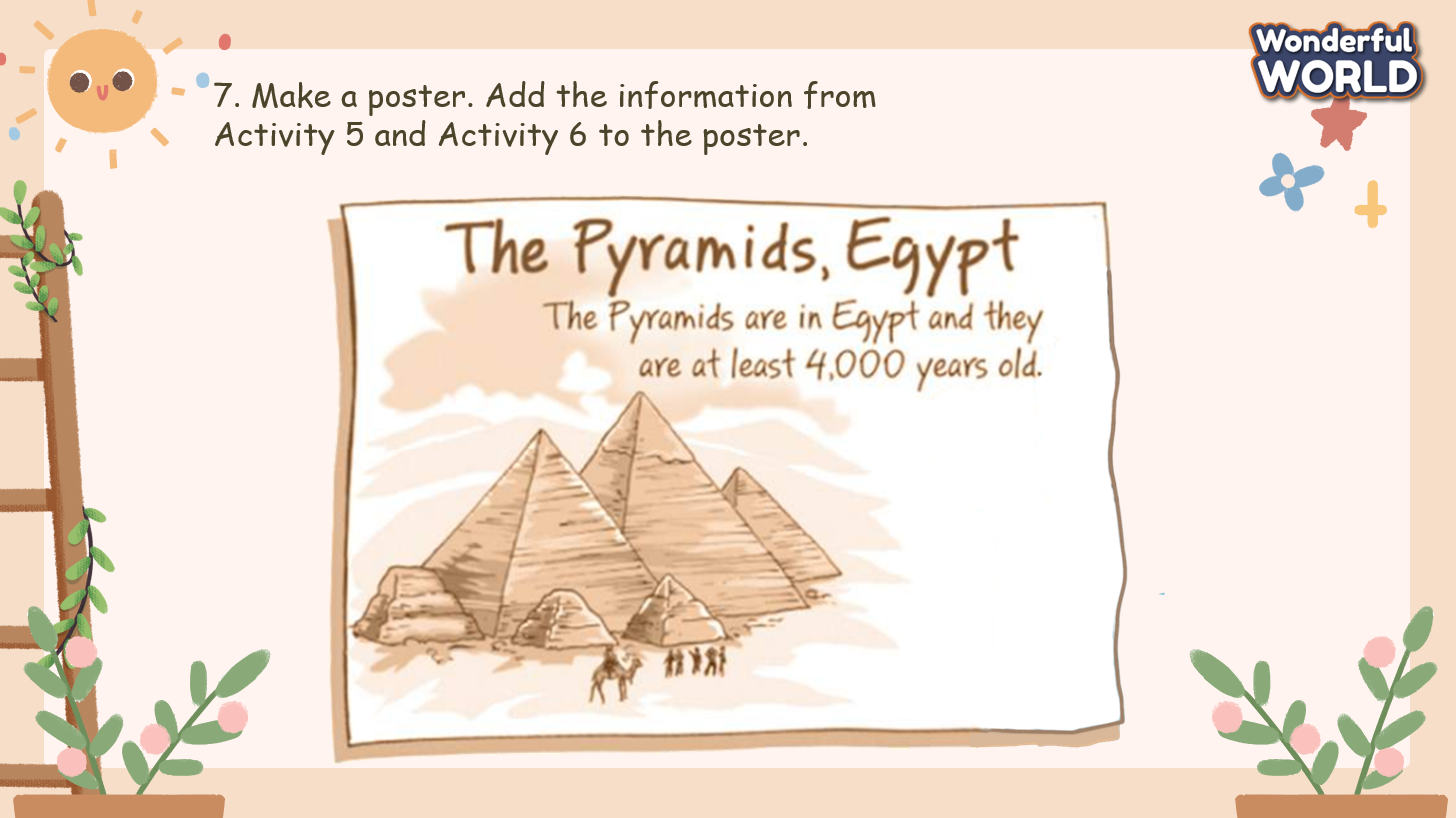 Wonderful
WORLD
7. Make a poster. Add the information from
Activity 5 and Activity 6 to the poster.
The Pyramids, Egypt
The Pyramids are in Egypt and they
are at least 4,000 years old.